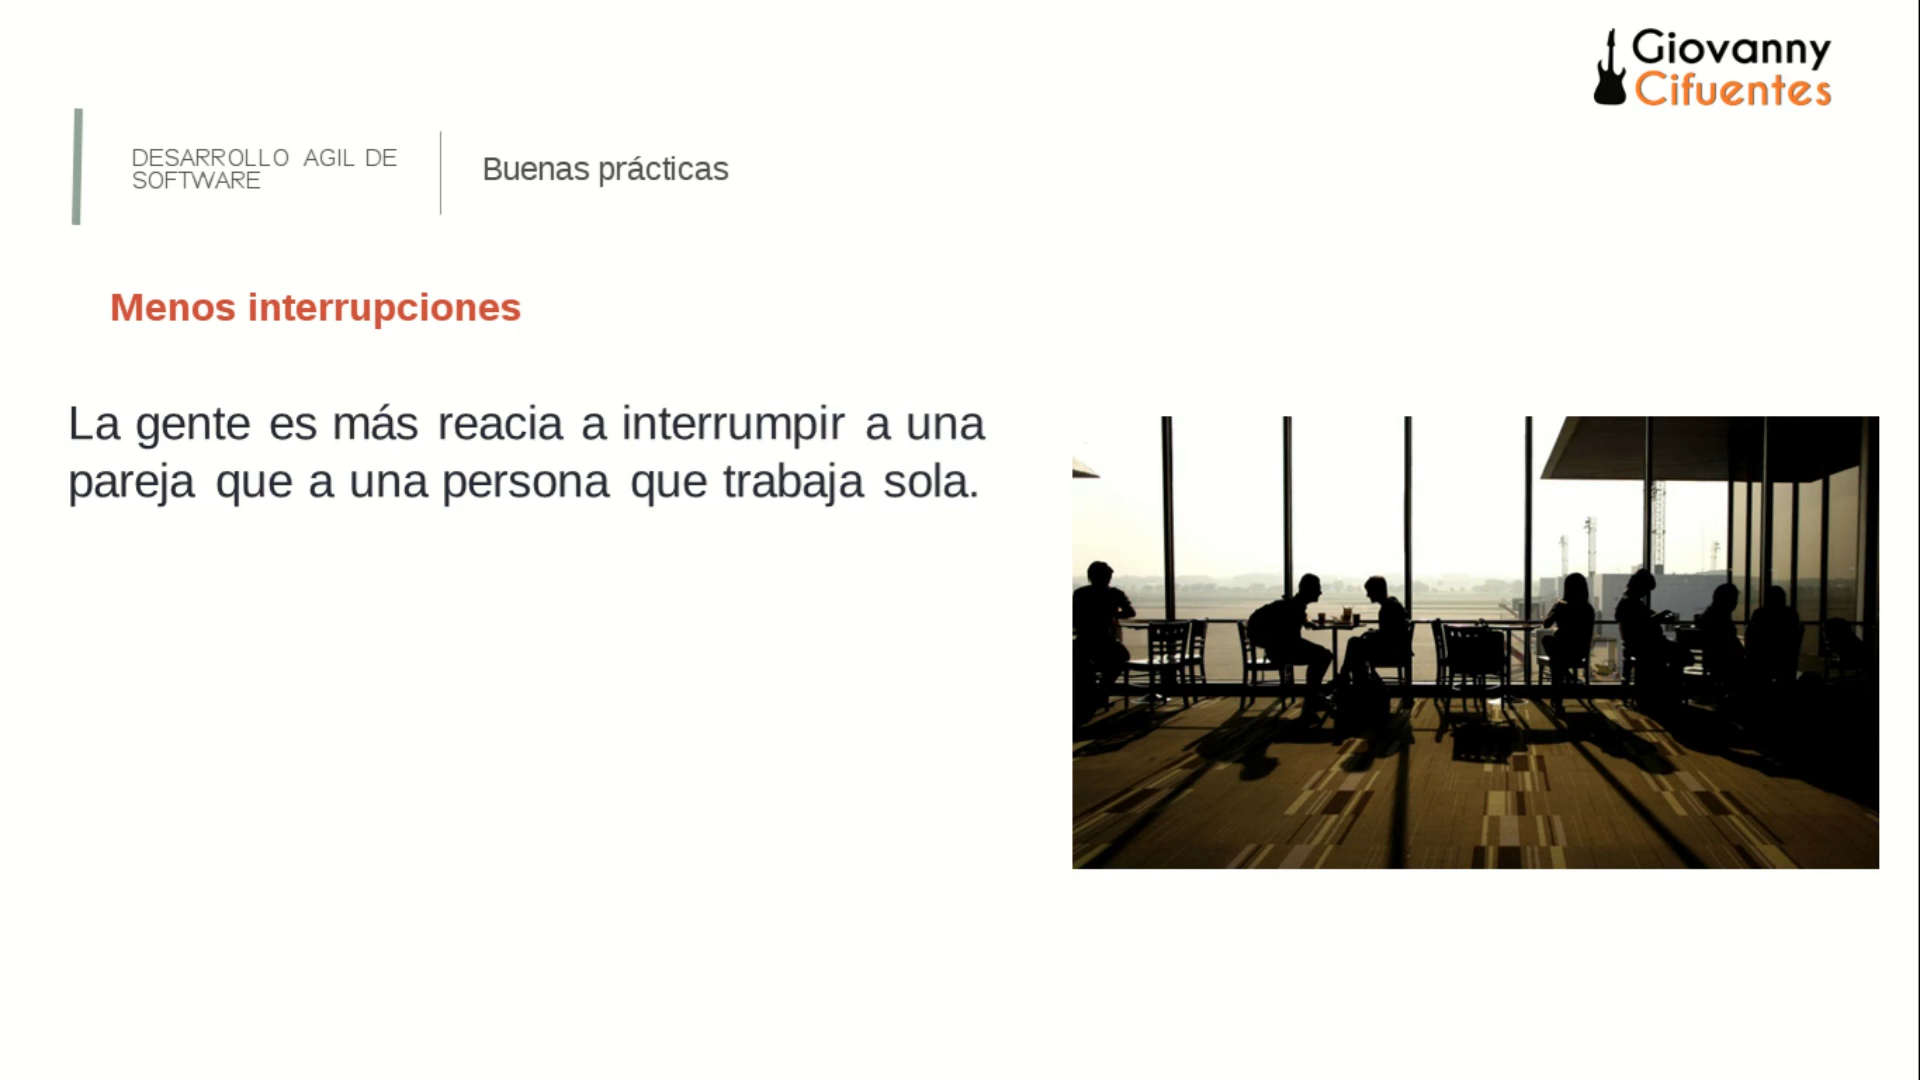 Giovanny
Cifuentes
DESARROLLO AGIL DE
SOFTWARE
Buenas prácticas
Menos interrupciones
La gente es más reacia a interrumpir a una
pareja que a una persona que trabaja sola.